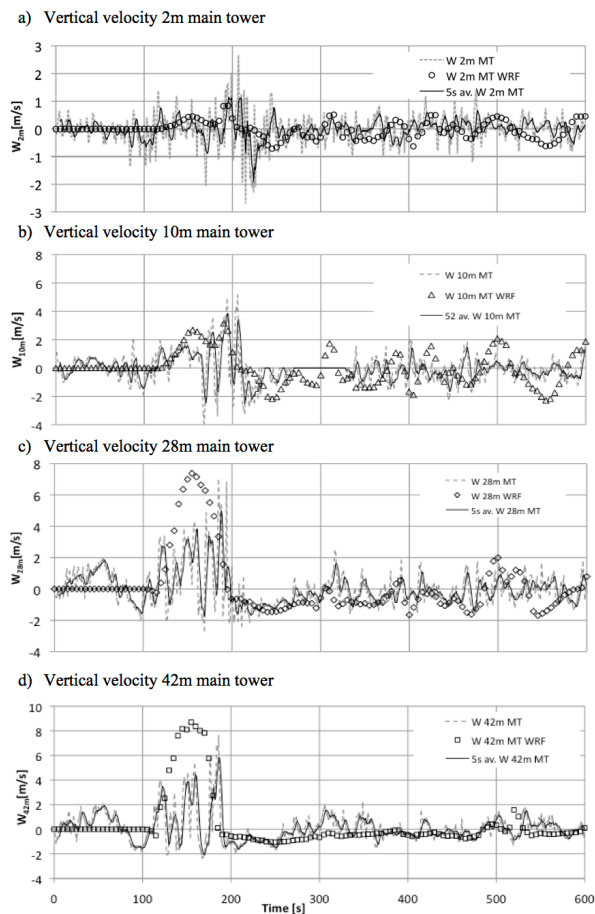 a) Vertical velocity 2m main tower
3
2
1
0
-1
-2
-3
W2m[m/s]
W 2m MT
W 2m MT WRF
5s av. W 2m MT
b) Vertical velocity 10m main tower
8
6
4
2
0
-2
-4
W10m[m/s]
W 10m MT
W 10m MT WRF
52 av. W 10m MT
c) Vertical velocity 28m main tower
8
6
4
2
0
-2
-4
W28m[m/s]
W 28m MT
W 28m WRF
5s av. W 28m MT
d) Vertical velocity 42m main tower
10
8
6
4
2
0
-2
-4
W42m[m/s]
W 42m MT
W 42m MT WRF
5s av. W 42m MT
0 100 200 300 400 500 600
Time [s]